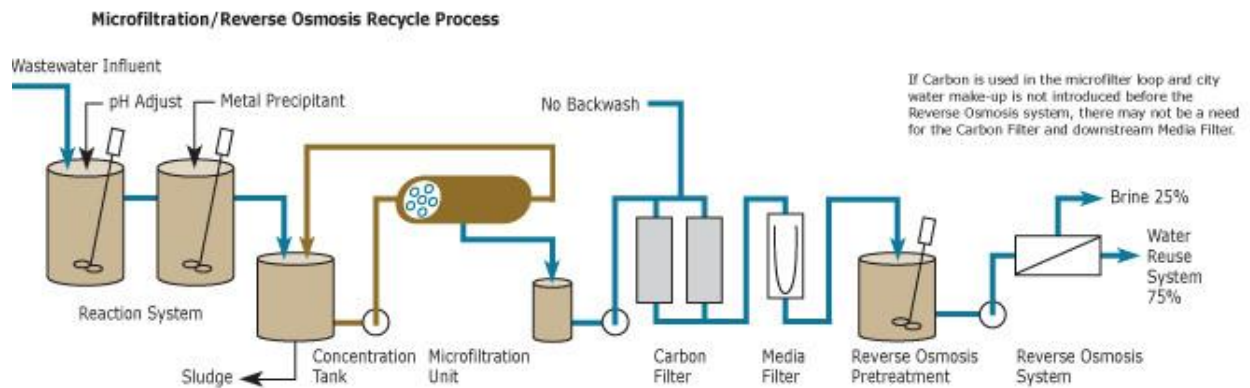 Microfiltration/Reverse Osmosis Recycle Process
Wastewater Influent
pH Adjust
Metal Precipitant
No Backwash
If Carbon is used in the microfilter loop and city
water make-up is not introduced before the
Reverse Osmosis system, there may not be a need
for the Carbon Filter and downstream Media Filter.
Brine 25%
Water
Reuse
System
75%
Reaction System
Sludge
Concentration
Tank
Microfiltration
Unit
Carbon
Filter
Media
Filter
Reverse Osmosis
Pretreatment
Reverse Osmosis
System